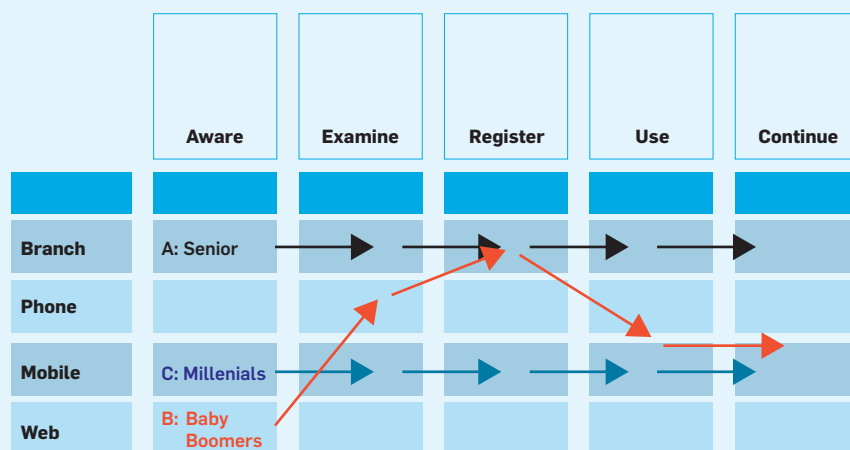 Aware Examine Register Use Continue
Branch A: Senior
Phone
Mobile C: Millenials
Web B: Baby
Boomers